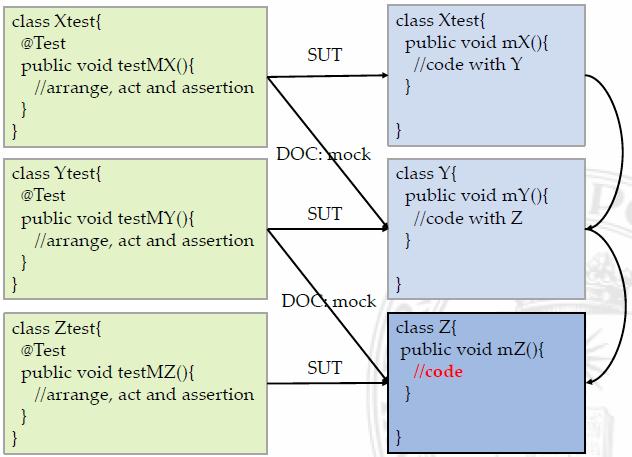 class Xtest{
@Test
public void testMX(){
//arrange, act and assertion
}
}
SUT
class Xtest{
public void mX(){
//code with Y
}
}
DOC: mock
class Ytest{
@Test
public void testMY(){
//arrange, act and assertion
}
}
SUT
class Y{
public void mY(){
//code with Z
}
}
DOC: mock
class Ztest{
@Test
public void testMZ(){
//arrange, act and assertion
}
}
SUT
class Z{
public void mZ(){
//code
}
}